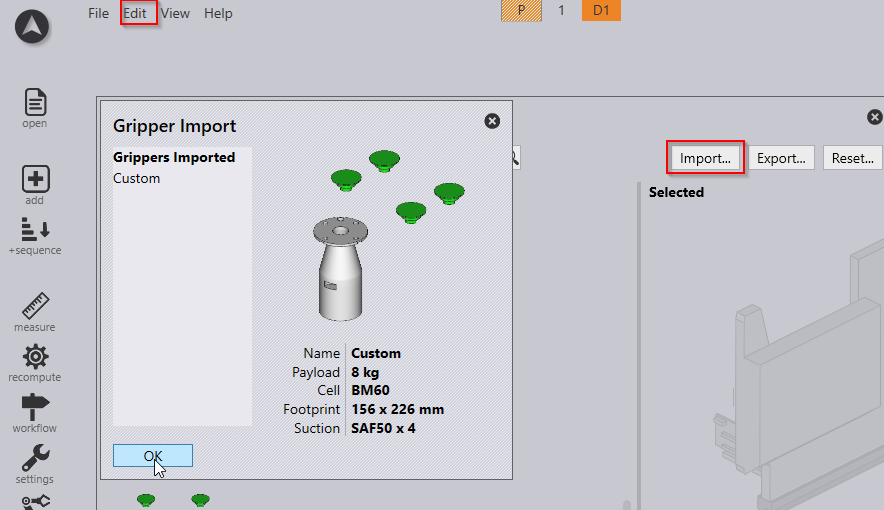 File Edit View Help P 1 D1
open
add
+sequence
measure
recompute
workflow
settings
Gripper Import
Grippers Imported
Custom
Name Custom
Payload 8 kg
Cell BM60
Footprint 156 x 226 mm
Suction SAF50 x 4
OK
Import... Export... Reset...
Selected